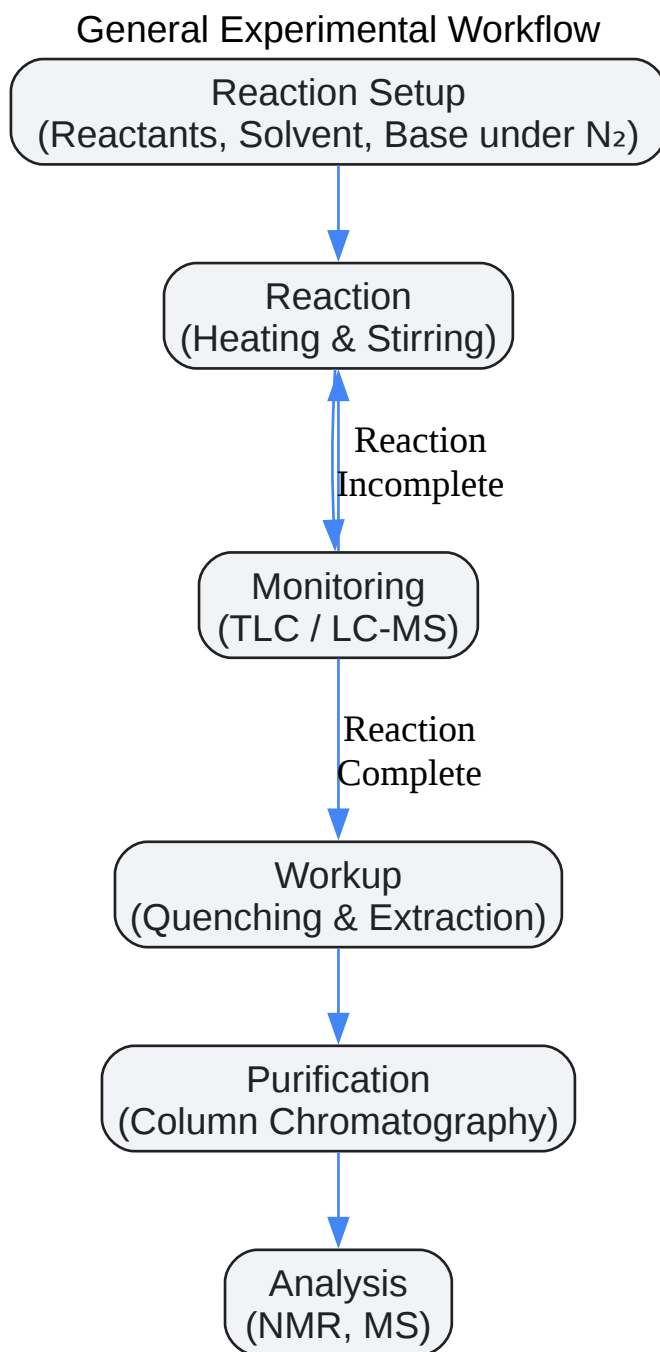 General Experimental Workflow
Reaction Setup
(Reactants, Solvent, Base under N₂)
Reaction
(Heating & Stirring)
Reaction
Incomplete
Monitoring
(TLC / LC-MS)
Reaction
Complete
Workup
(Quenching & Extraction)
Purification
(Column Chromatography)
Analysis
(NMR, MS)